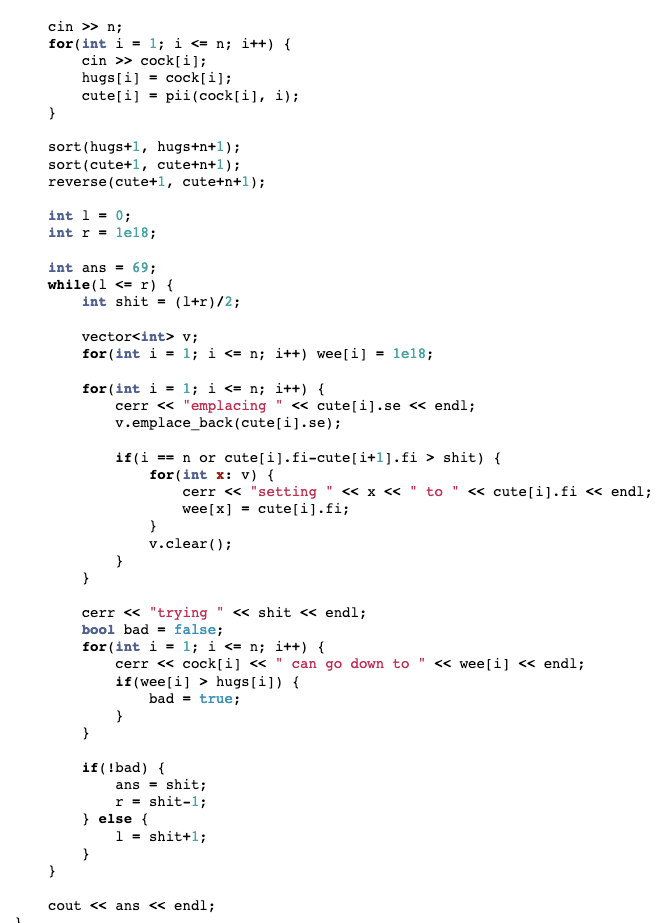 cin >> n;
for(int i = 1; i <= n; i++) {
cin >> cock[i];
hugs[i] = cock[i];
cute[i] = pii(cock[i], i);
}
sort(hugs+1, hugs+n+1);
sort(cute+1, cute+n+1);
reverse(cute+1, cute+n+1);
int l = 0;
int r = 1e18;
int ans = 69;
while(l <= r) {
int shit = (l+r)/2;
vector<int> v;
for(int i = 1; i <= n; i++) wee[i] = 1e18;
for(int i = 1; i <= n; i++) {
cerr << "emplacing " << cute[i].se << endl;
v.emplace_back(cute[i].se);
if(i == n or cute[i].fi-cute[i+1].fi > shit) {
for(int x: v) {
cerr << "setting " << x << " to " << cute[i].fi << endl;
wee[x] = cute[i].fi;
}
v.clear();
}
}
cerr << "trying " << shit << endl;
bool bad = false;
for(int i = 1; i <= n; i++) {
cerr << cock[i] << " can go down to " << wee[i] << endl;
if(wee[i] > hugs[i]) {
bad = true;
}
}
if(!bad) {
ans = shit;
r = shit-1;
} else {
l = shit+1;
}
}
cout << ans << endl;
}